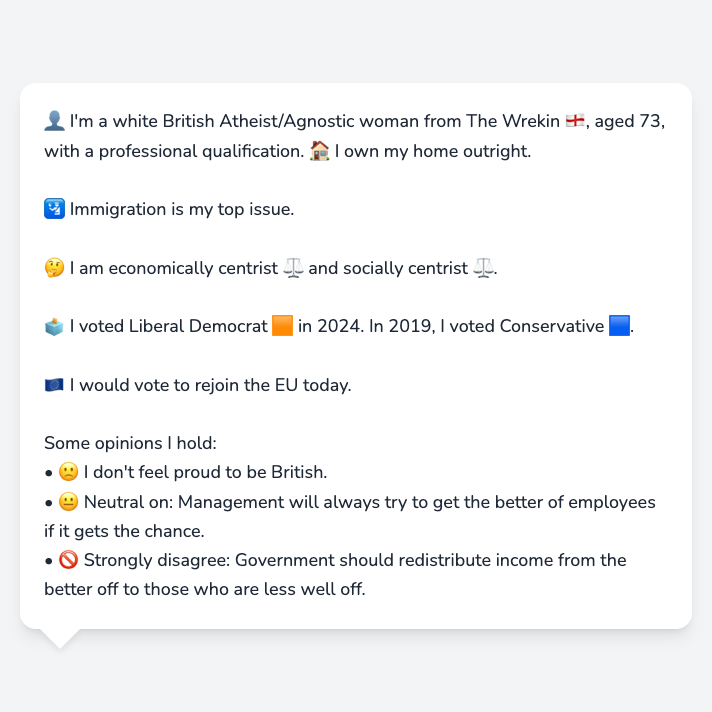 👤 I'm a white British Atheist/Agnostic woman from The Wrekin 🏴󠁧󠁢󠁥󠁮󠁧󠁿, aged 73,
with a professional qualification. 🏠 I own my home outright.
🛂 Immigration is my top issue.
🤔 I am economically centrist ⚖️ and socially centrist ⚖️.
🗳️ I voted Liberal Democrat 🟧 in 2024. In 2019, I voted Conservative 🟦.
🇪🇺 I would vote to rejoin the EU today.
Some opinions I hold:
• 🙁 I don't feel proud to be British.
• 😐 Neutral on: Management will always try to get the better of employees
if it gets the chance.
• 🚫 Strongly disagree: Government should redistribute income from the
better off to those who are less well off.